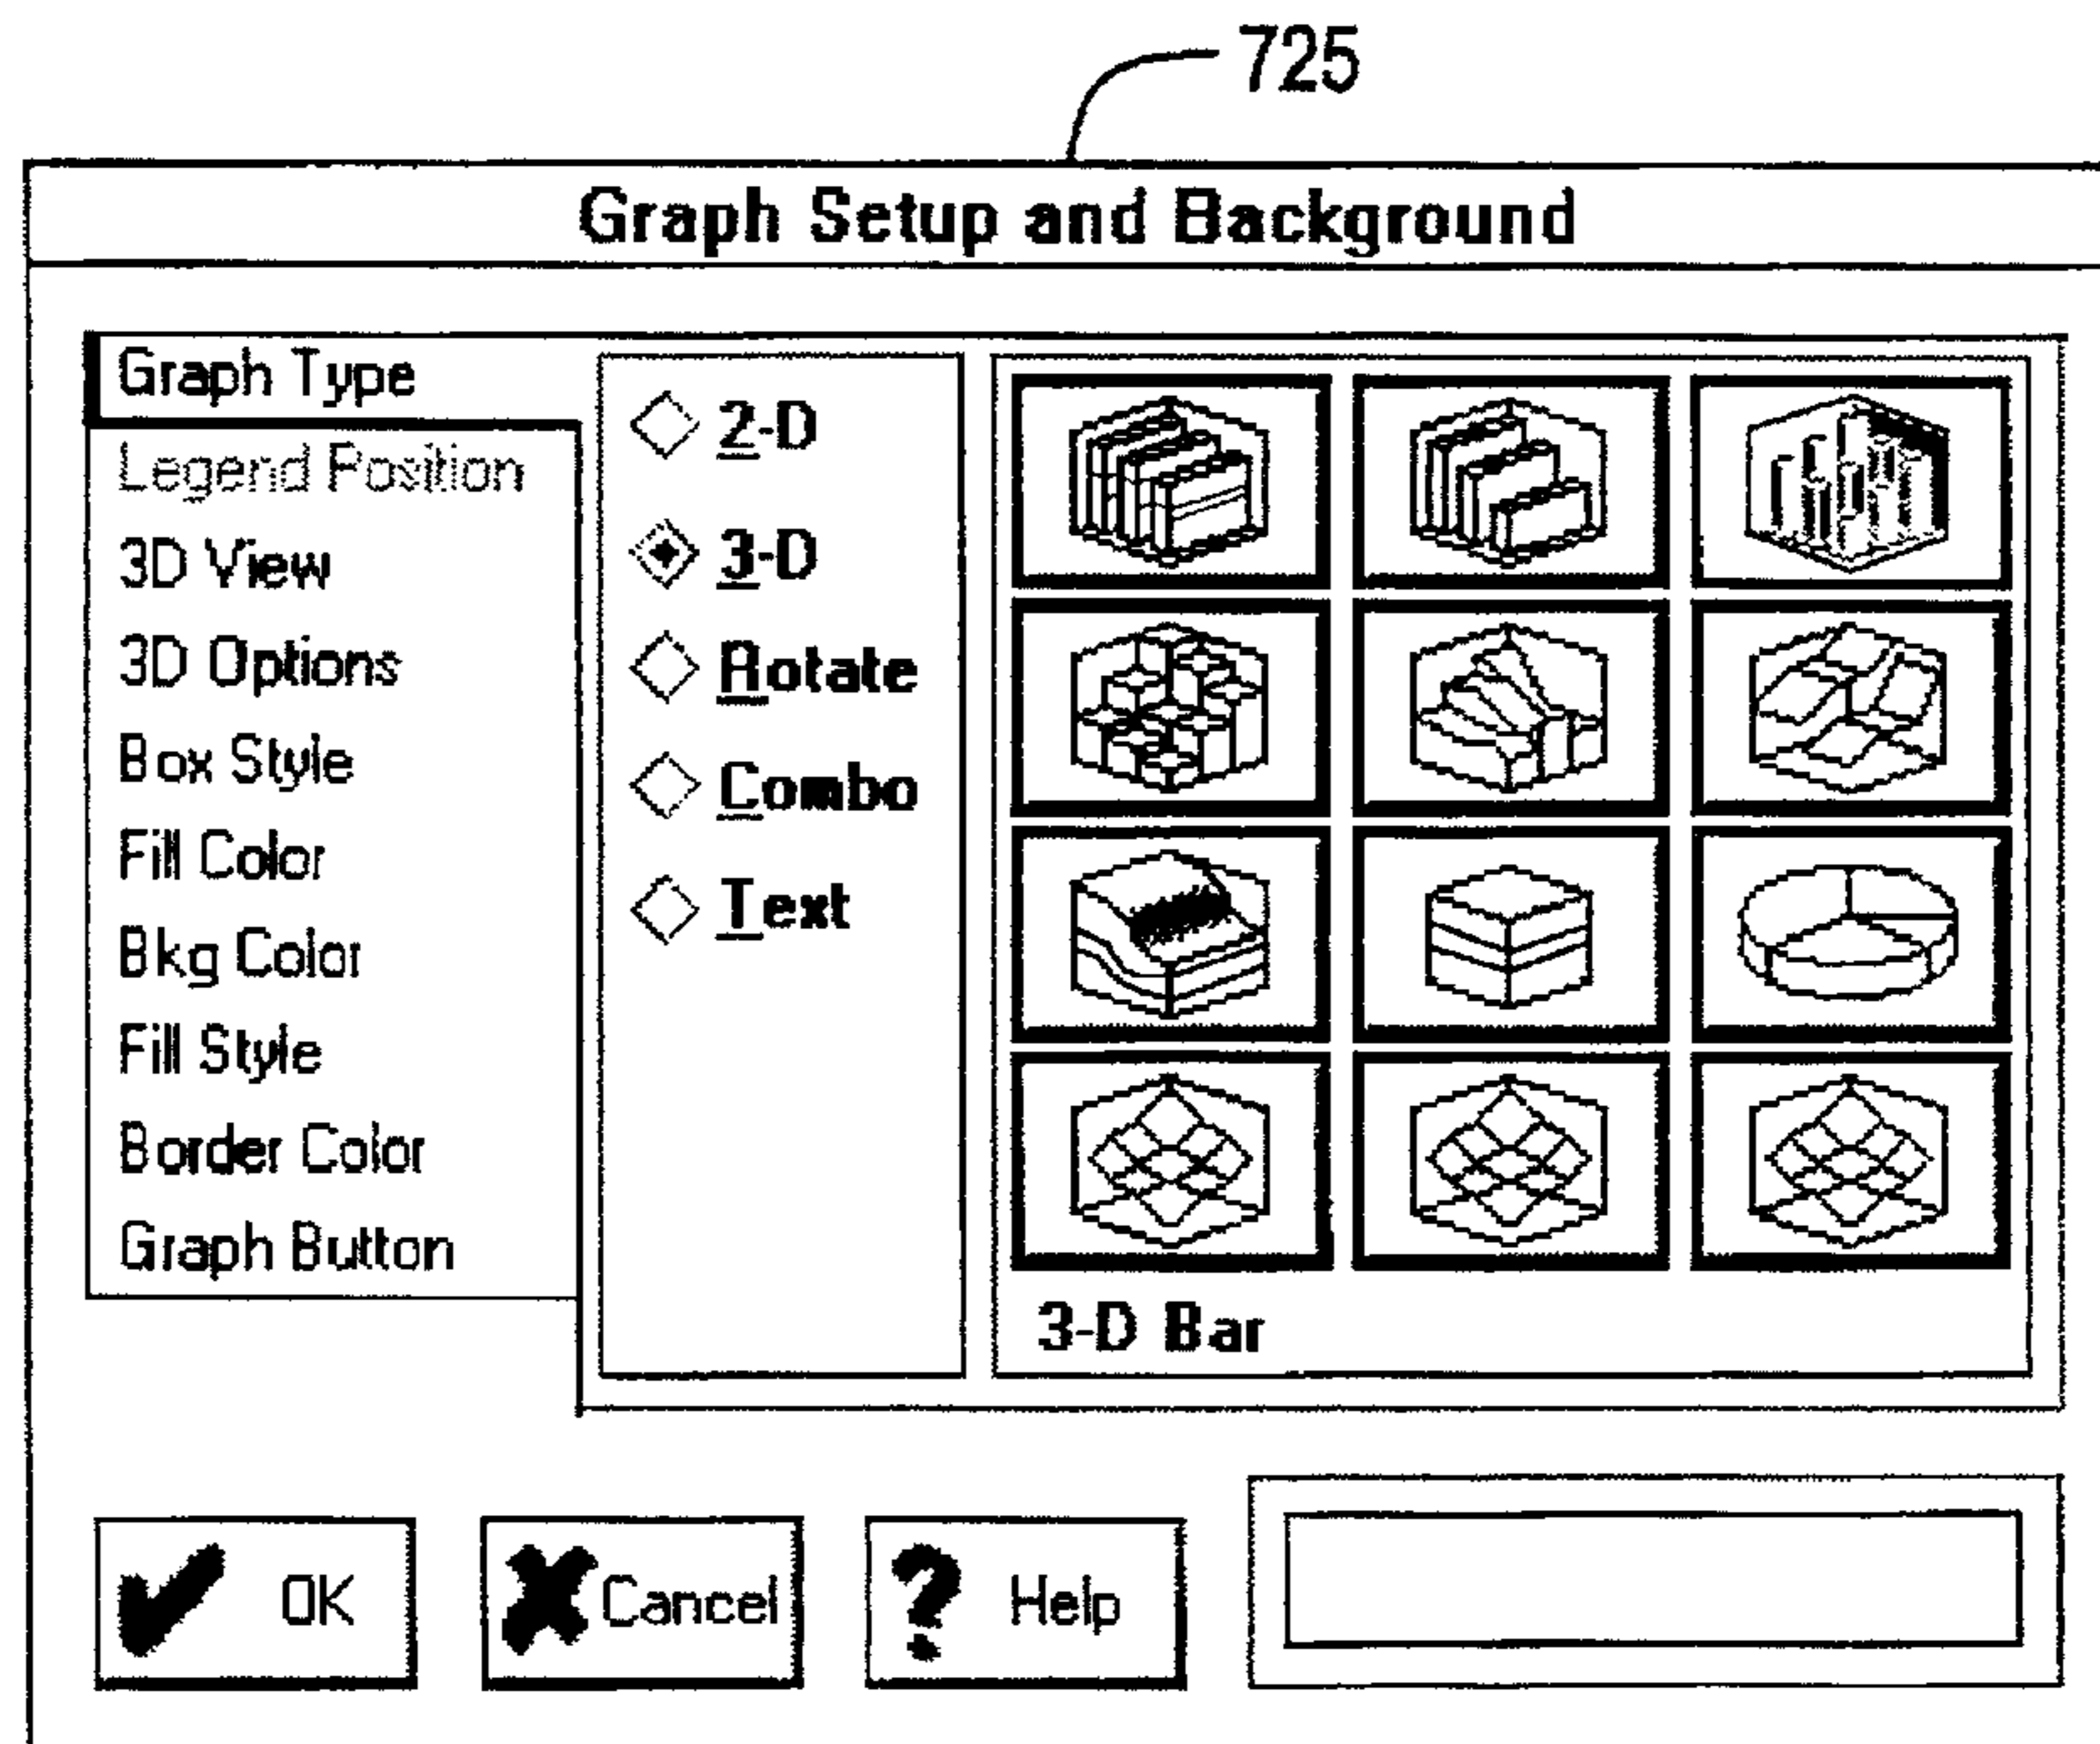 725
Graph Setup and Background
Graph Type
Legend Position
3D View
3D Options
Box Style
Fill Color
Bkg Color
Fill Style
Border Color
Graph Button
2-D
3-D
Rotate
Combo
Text
3-D Bar
OK
Cancel
Help